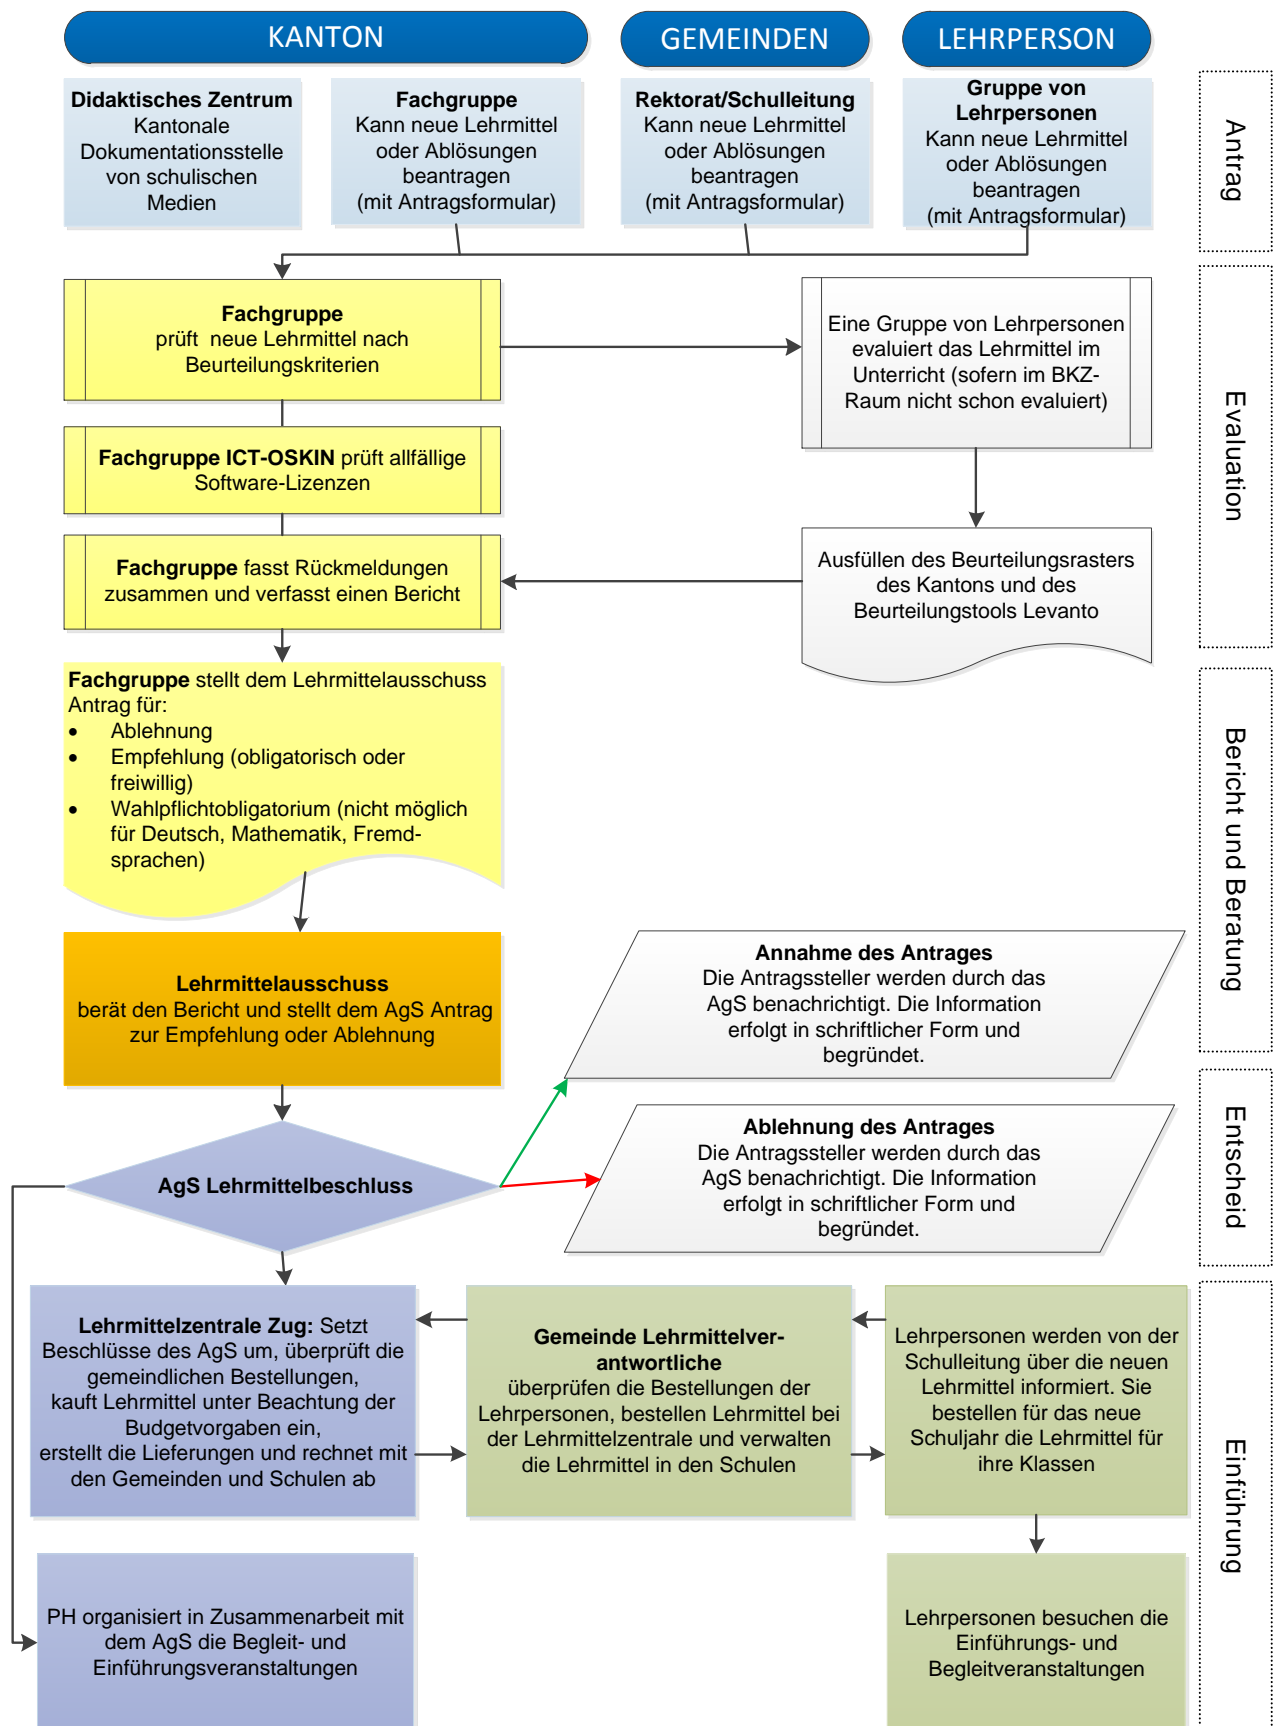 KANTON
GEMEINDEN
LEHRPERSON
Didaktisches Zentrum
Kantonale
Dokumentationsstelle
von schulischen
Medien
Fachgruppe
Kann neue Lehrmittel
oder Ablösungen
beantragen
(mit Antragsformular)
Rektorat/Schulleitung
Kann neue Lehrmittel
oder Ablösungen
beantragen
(mit Antragsformular)
Gruppe von
Lehrpersonen
Kann neue Lehrmittel
oder Ablösungen
beantragen
(mit Antragsformular)
Antrag
Fachgruppe
prüft neue Lehrmittel nach
Beurteilungskriterien
Eine Gruppe von Lehrpersonen
evaluiert das Lehrmittel im
Unterricht (sofern im BKZ-
Raum nicht schon evaluiert)
Fachgruppe ICT-OSKIN prüft allfällige
Software-Lizenzen
Fachgruppe fasst Rückmeldungen
zusammen und verfasst einen Bericht
Ausfüllen des Beurteilungsrasters
des Kantons und des
Beurteilungstools Levanto
Evaluation
Fachgruppe stellt dem Lehrmittelausschuss
Antrag für:
• Ablehnung
• Empfehlung (obligatorisch oder
freiwillig)
• Wahlpflichtobligatorium (nicht möglich
für Deutsch, Mathematik, Fremd-
sprachen)
Lehrmittelausschuss
berät den Bericht und stellt dem AgS Antrag
zur Empfehlung oder Ablehnung
Bericht und Beratung
Annahme des Antrages
Die Antragssteller werden durch das
AgS benachrichtigt. Die Information
erfolgt in schriftlicher Form und
begründet.
Ablehnung des Antrages
Die Antragssteller werden durch das
AgS benachrichtigt. Die Information
erfolgt in schriftlicher Form und
begründet.
AgS Lehrmittelbeschluss
Entscheid
Lehrmittelzentrale Zug: Setzt
Beschlüsse des AgS um, überprüft die
gemeindlichen Bestellungen,
kauft Lehrmittel unter Beachtung der
Budgetvorgaben ein,
erstellt die Lieferungen und rechnet mit
den Gemeinden und Schulen ab
Gemeinde Lehrmittelver-
antwortliche
überprüfen die Bestellungen der
Lehrpersonen, bestellen Lehrmittel bei
der Lehrmittelzentrale und verwalten
die Lehrmittel in den Schulen
Lehrpersonen werden von der
Schulleitung über die neuen
Lehrmittel informiert. Sie
bestellen für das neue
Schuljahr die Lehrmittel für
ihre Klassen
Einführung
PH organisiert in Zusammenarbeit mit
dem AgS die Begleit- und
Einführungsveranstaltungen
Lehrpersonen besuchen die
Einführungs- und
Begleitveranstaltungen